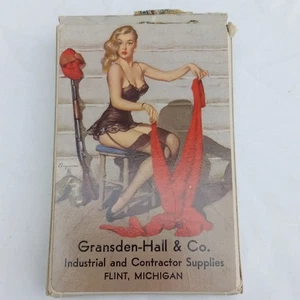 Gransden-Hall & Co.
Industrial and Contractor Supplies
FLINT, MICHIGAN